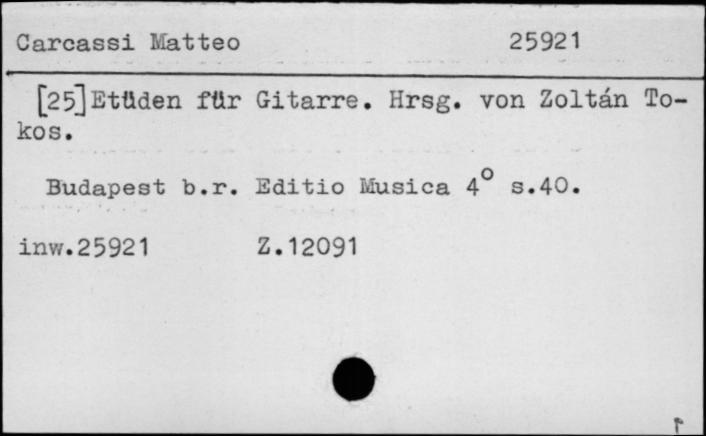 Carcassi Matteo 25921
[25]Etüden für Gitarre. Hrsg. von Zoltán To-
kos.
Budapest b.r. Editio Musica 4° s.40.
inw.25921 Z.12091